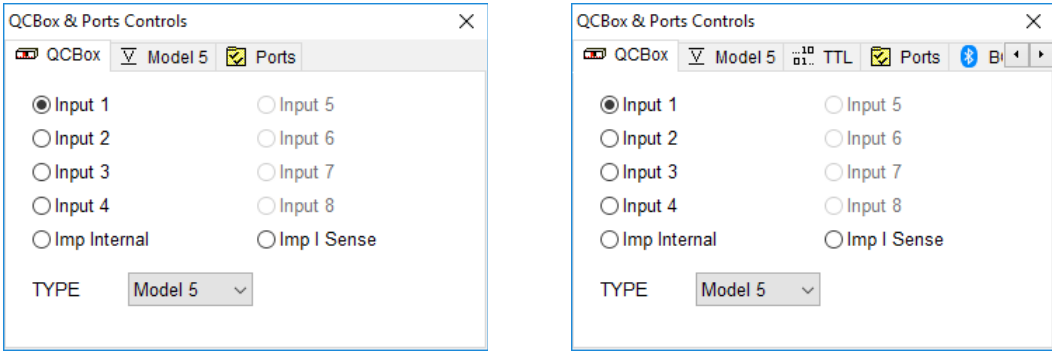 QCBox & Ports Controls
QCBox Model 5 Ports
Input 1 Input 5
Input 2 Input 6
Input 3 Input 7
Input 4 Input 8
Imp Internal Imp I Sense
TYPE Model 5
QCBox & Ports Controls
QCBox Model 5 TTL Ports
Input 1 Input 5
Input 2 Input 6
Input 3 Input 7
Input 4 Input 8
Imp Internal Imp I Sense
TYPE Model 5